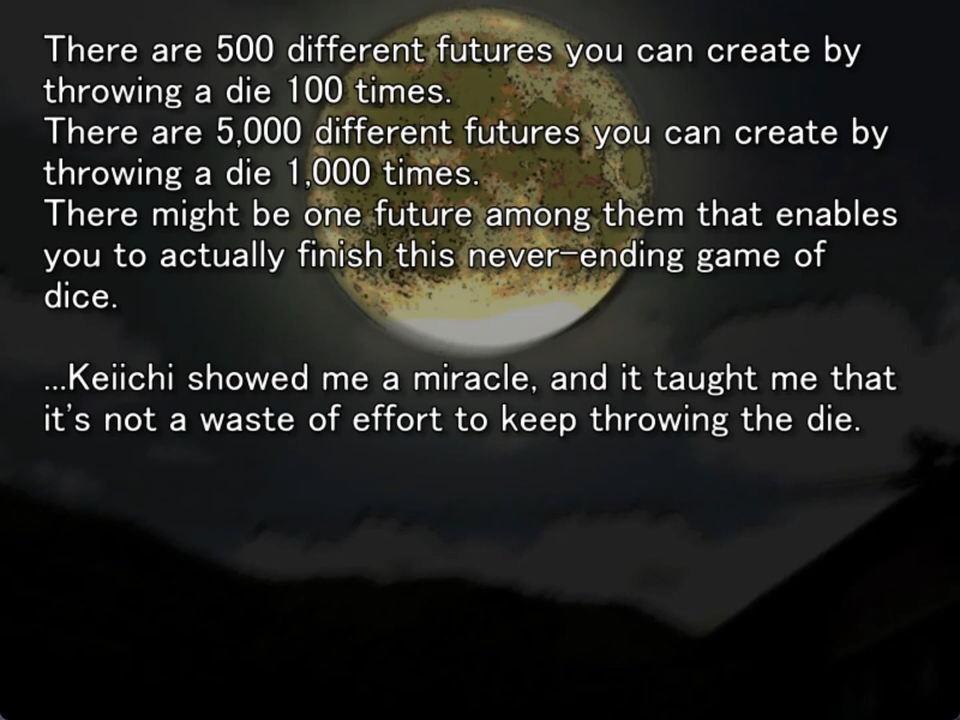 There are 500 different futures you can create by
throwing a die 100 times.
There are 5,000 different futures you can create by
throwing a die 1,000 times.
There might be one future among them that enables
you to actually finish this never-ending game of
dice.
...Keiichi showed me a miracle, and it taught me that
it's not a waste of effort to keep throwing the die.